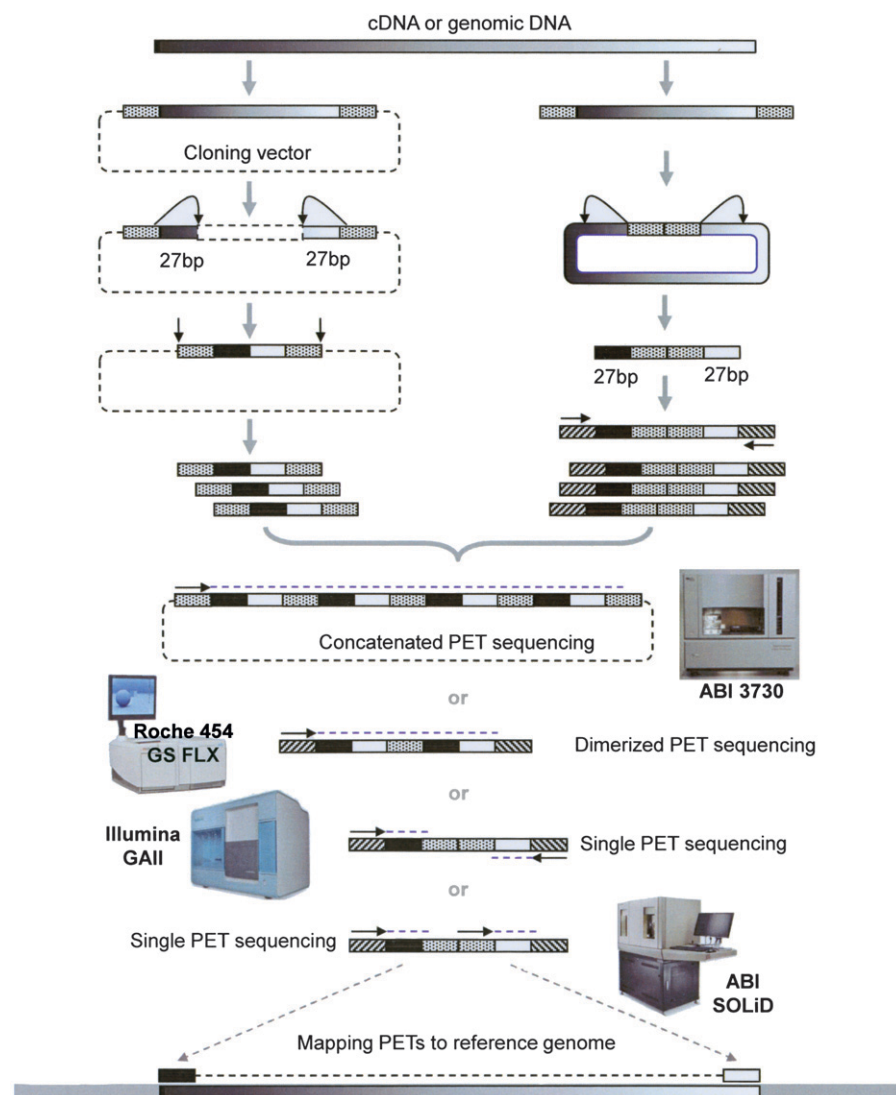 cDNA or genomic DNA
Cloning vector
27bp 27bp
27bp 27bp
Concatenated PET sequencing
ABI 3730
or
Roche 454
GS FLX
Dimerized PET sequencing
or
Illumina
GAII
Single PET sequencing
or
Single PET sequencing
ABI
SOLiD
Mapping PETs to reference genome